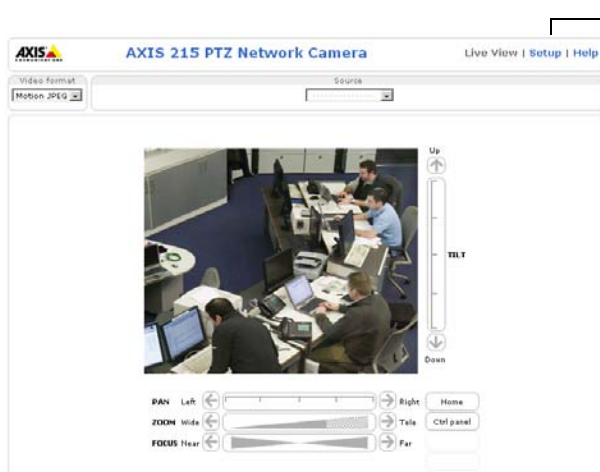 AXIS
COMMUNICATIONS
AXIS 215 PTZ Network Camera
Live View | Setup | Help
Video format
Source
Motion JPEG
Up
TILT
Down
PAN Left Right Home
ZOOM Wide Tele Ctrl panel
FOCUS Near Far